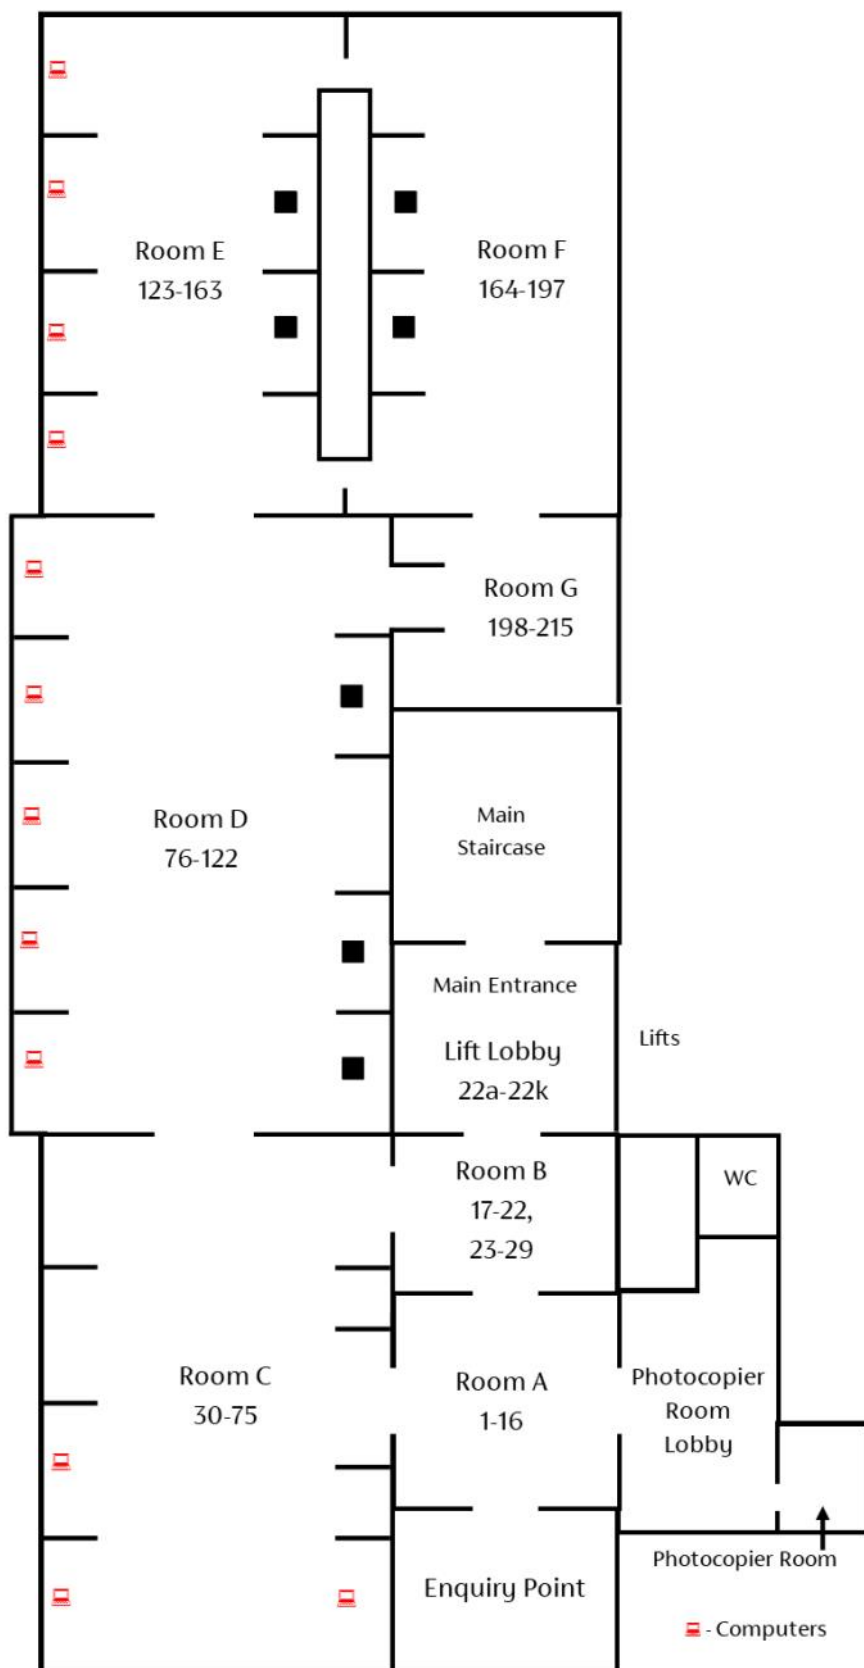 Room E
123-163
Room F
164-197
Room G
198-215
Room D
76-122
Main
Staircase
Main Entrance
Lift Lobby
22a-22k
Lifts
Room B
17-22,
23-29
WC
Room C
30-75
Room A
1-16
Photocopier
Room
Lobby
Photocopier Room
Enquiry Point
- Computers